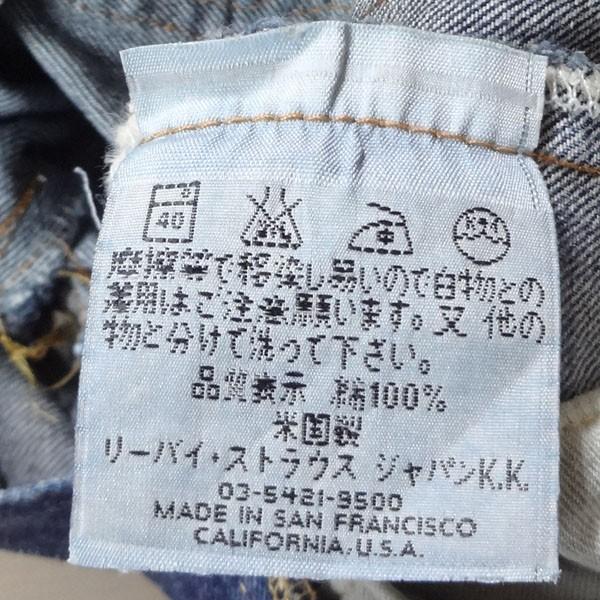 40
摩擦等で移染し易いので白物との
着用はご注意願います。又 他の
物と分けて洗って下さい。
品質表示 綿100%
米国製
リーバイ・ストラウス ジャパンK.K.
03-5421-9500
MADE IN SAN FRANCISCO
CALIFORNIA,U.S.A.